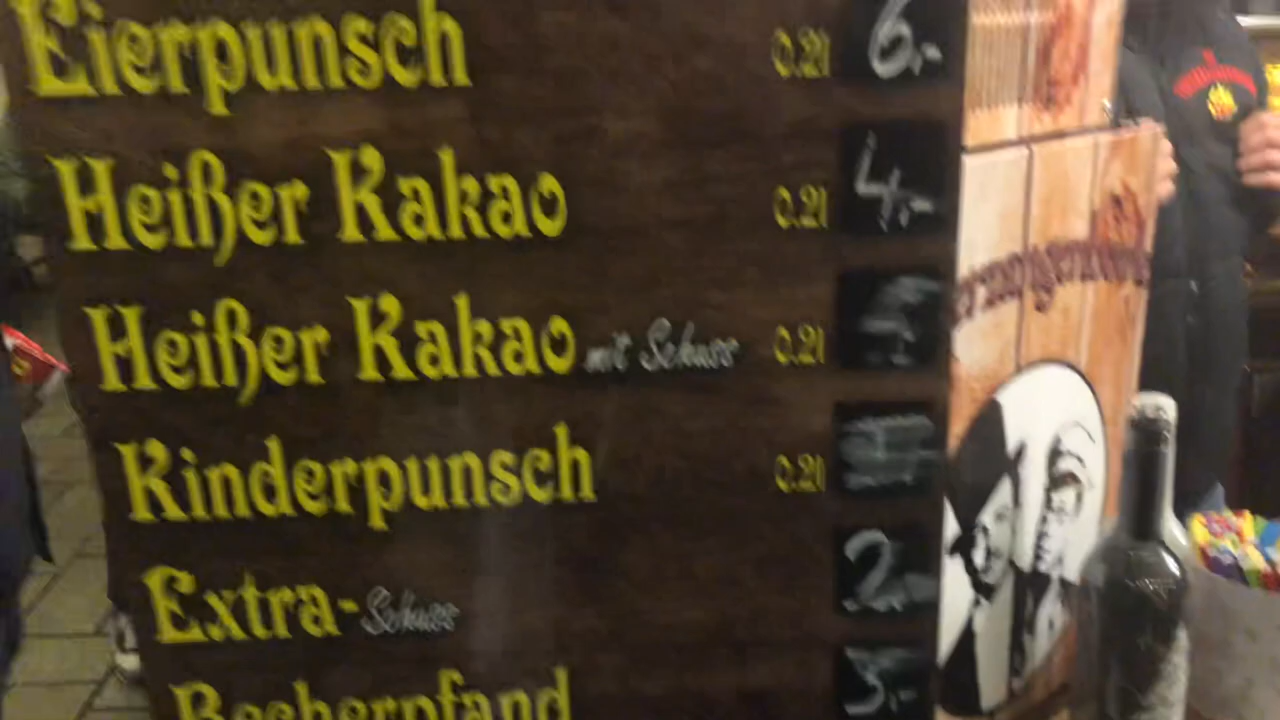 Eierpunsch 0.2l 6,-
Heißer Kakao 0.2l 4,-
Heißer Kakao mit Schuss 0.2l
Kinderpunsch 0.2l
Extra-Schuss 2,-
Becherpfand 3,-